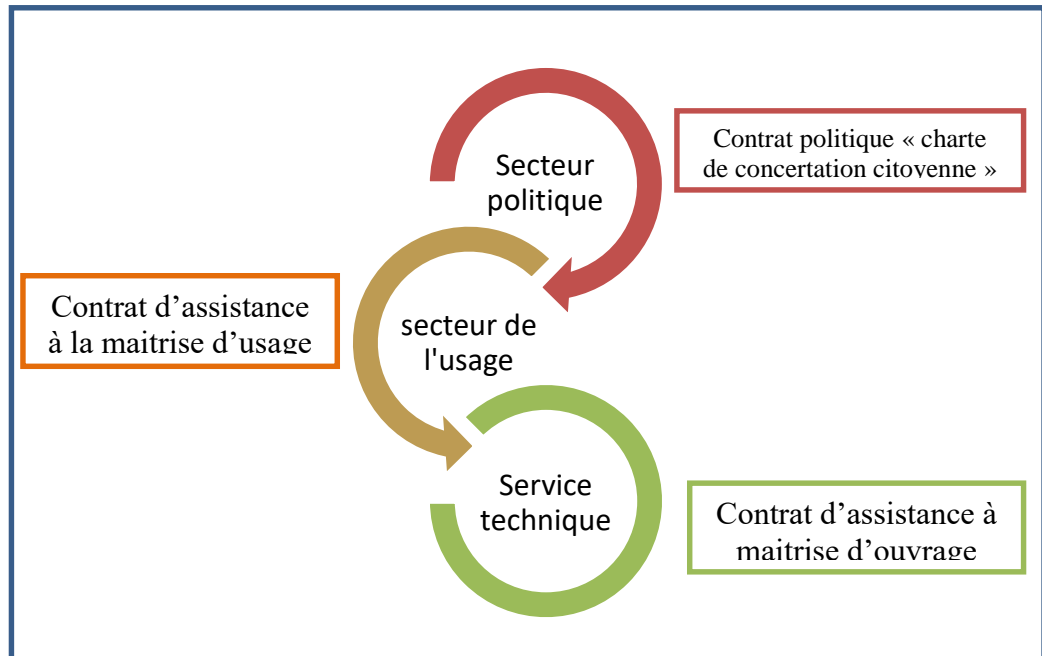 Secteur
politique
Contrat politique « charte
de concertation citoyenne »
Contrat d’assistance
à la maitrise d’usage
secteur de
l'usage
Service
technique
Contrat d’assistance à
maitrise d’ouvrage